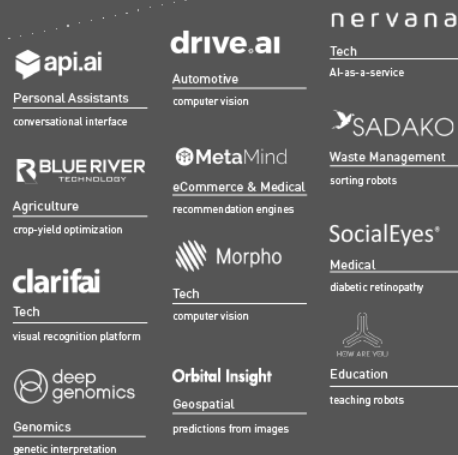 api.ai
Personal Assistants
conversational interface
BLUE RIVER
TECHNOLOGY
Agriculture
crop-yield optimization
clarifai
Tech
visual recognition platform
deep
genomics
Genomics
genetic interpretation
drive.ai
Automotive
computer vision
MetaMind
eCommerce & Medical
recommendation engines
Morpho
Tech
computer vision
Orbital Insight
Geospatial
predictions from images
nervana
Tech
AI-as-a-service
SADAKO
Waste Management
sorting robots
SocialEyes®
Medical
diabetic retinopathy
HOW ARE YOU
Education
teaching robots